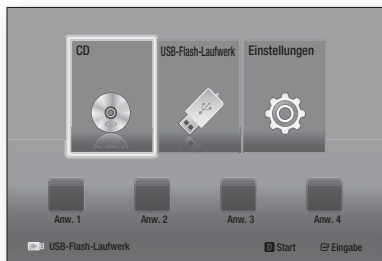 CD USB-Flash-Laufwerk Einstellungen
Anw. 1 Anw. 2 Anw. 3 Anw. 4
USB-Flash-Laufwerk D Start Eingabe